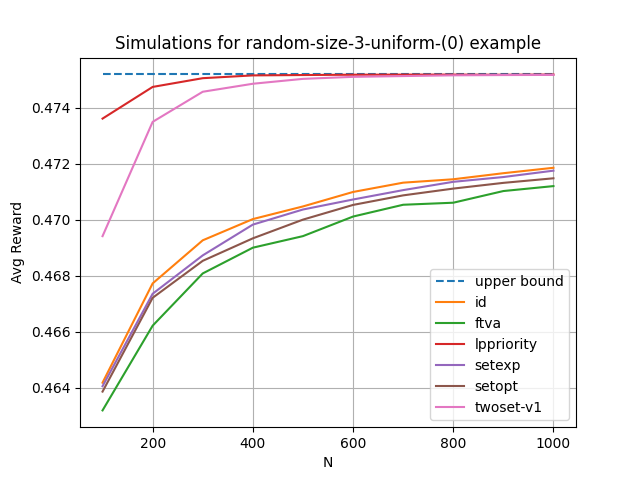 Simulations for random-size-3-uniform-(0) example
Avg Reward
0.474
0.472
0.470
0.468
0.466
0.464
upper bound
id
ftva
lppriority
setexp
setopt
twoset-v1
200
400
600
800
1000
N